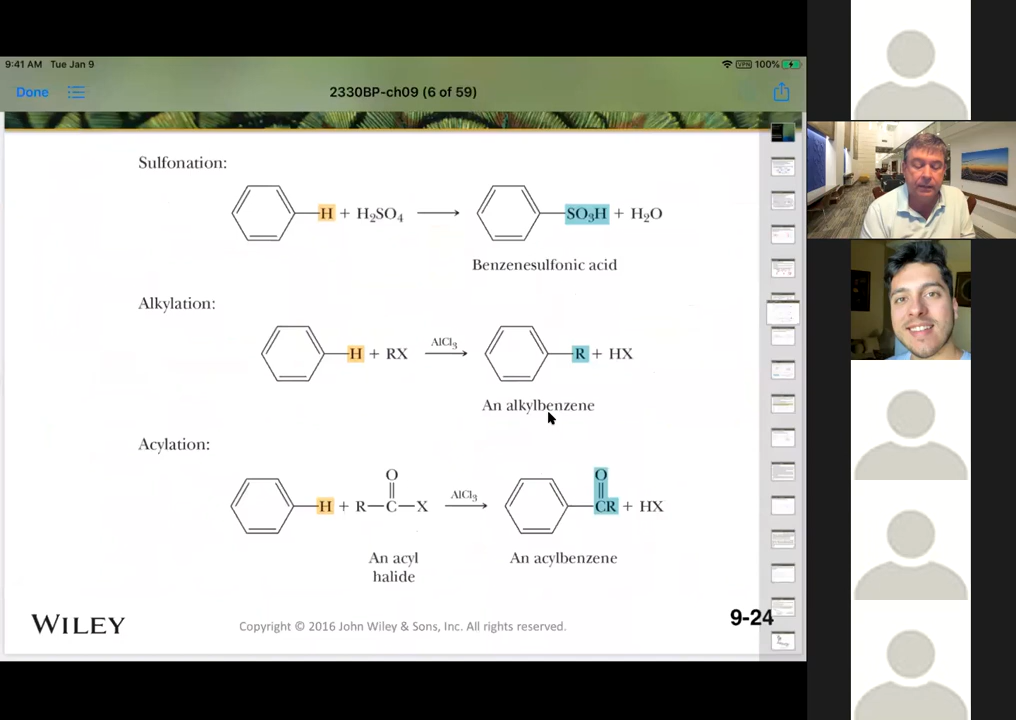 9:41 AM Tue Jan 9
VPN 100%
Done
2330BP-ch09 (6 of 59)
Sulfonation:
H + H₂SO₄ ⟶ SO₃H + H₂O
Benzenesulfonic acid
Alkylation:
AlCl₃
H + RX ⟶ R + HX
An alkylbenzene
Acylation:
O AlCl₃ O
H + R—C—X ⟶ CR + HX
An acyl
halide
An acylbenzene
WILEY
Copyright © 2016 John Wiley & Sons, Inc. All rights reserved.
9-24